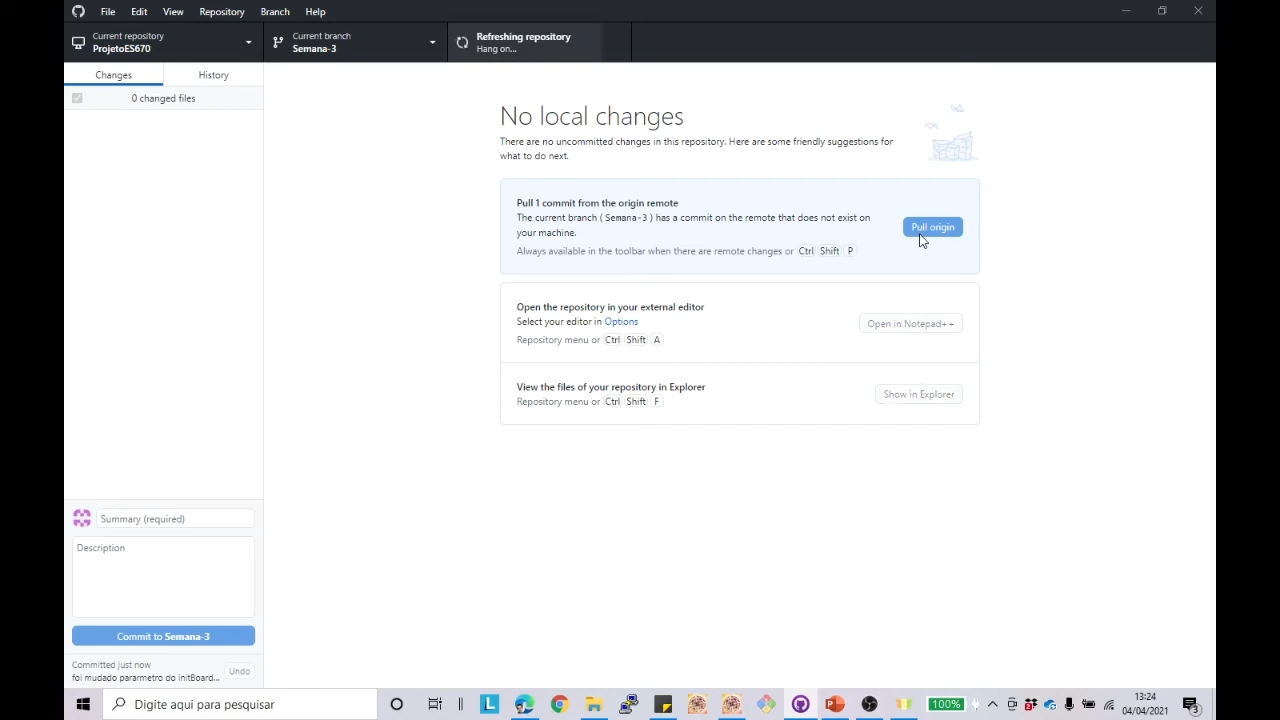 File Edit View Repository Branch Help
Current repository
ProjetoES670
Current branch
Semana-3
Refreshing repository
Hang on...
Changes History
0 changed files
No local changes
There are no uncommitted changes in this repository. Here are some friendly suggestions for
what to do next.
Pull 1 commit from the origin remote
The current branch ( Semana-3 ) has a commit on the remote that does not exist on
your machine.
Always available in the toolbar when there are remote changes or Ctrl Shift P
Pull origin
Open the repository in your external editor
Select your editor in Options
Repository menu or Ctrl Shift A
Open in Notepad++
View the files of your repository in Explorer
Repository menu or Ctrl Shift F
Show in Explorer
Summary (required)
Description
Commit to Semana-3
Committed just now
foi mudado pararmetro do initBoard...
Undo
Digite aqui para pesquisar
L
100%
13:24
04/04/2021
3